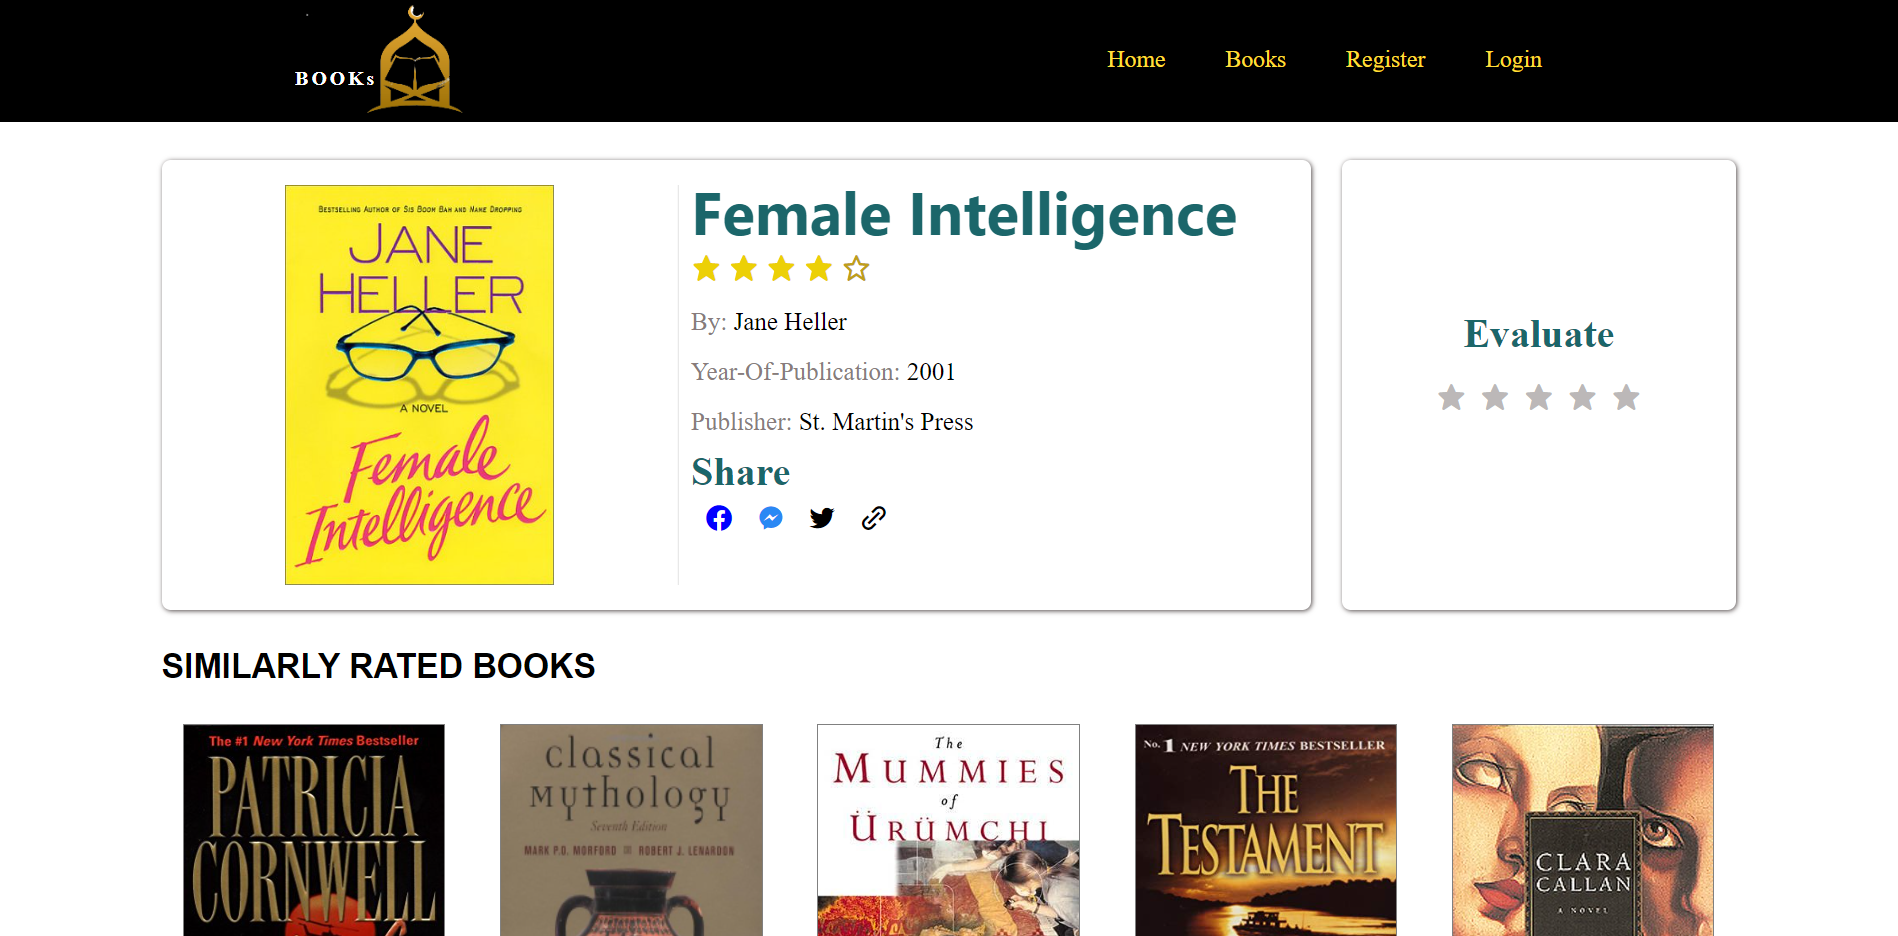 BOOKs
Home
Books
Register
Login
BESTSELLING AUTHOR OF SIS BOOM BAH AND NAME DROPPING
JANE
HELLER
A NOVEL
Female
Intelligence
Female Intelligence
By: Jane Heller
Year-Of-Publication: 2001
Publisher: St. Martin's Press
Share
Evaluate
SIMILARLY RATED BOOKS
The #1 New York Times Bestseller
PATRICIA
CORNWELL
classical
Mythology
Seventh Edition
MARK P.O. MORFORD
ROBERT J. LENARDON
The
MUMMIES
of
ÜRÜMCHI
No. 1 NEW YORK TIMES BESTSELLER
THE
TESTAMENT
CLARA
CALLAN
A NOVEL